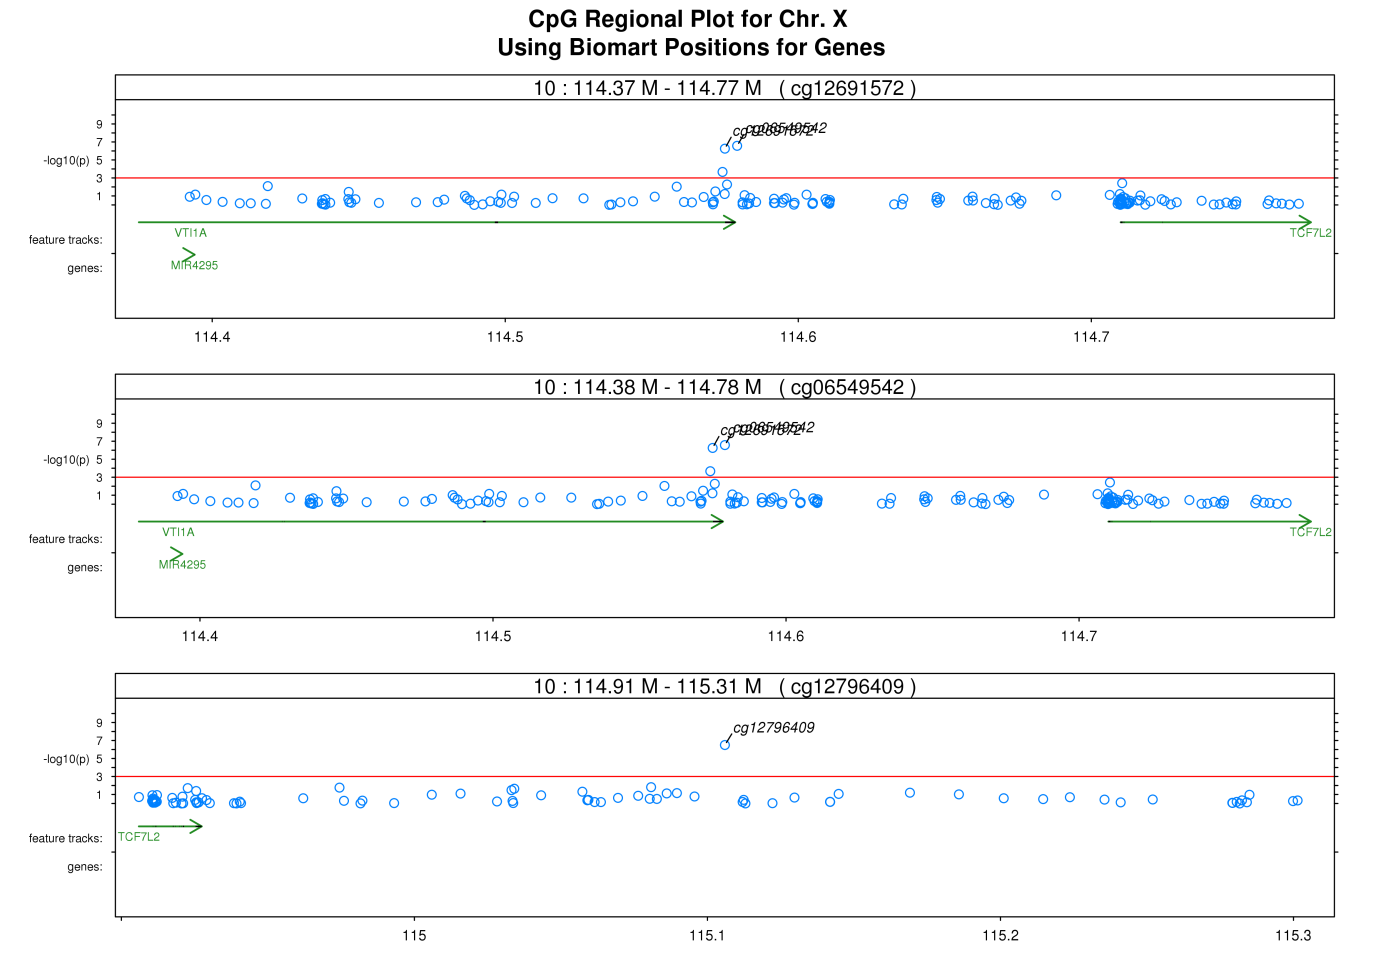 CpG Regional Plot for Chr. X
Using Biomart Positions for Genes
10 : 114.37 M - 114.77 M ( cg12691572 )
cg12691572 cg06549542
9
7
-log10(p) 5
3
1
VTI1A
TCF7L2
feature tracks:
MIR4295
genes:
114.4 114.5 114.6 114.7
10 : 114.38 M - 114.78 M ( cg06549542 )
cg12691572 cg06549542
9
7
-log10(p) 5
3
1
VTI1A
TCF7L2
feature tracks:
MIR4295
genes:
114.4 114.5 114.6 114.7
10 : 114.91 M - 115.31 M ( cg12796409 )
cg12796409
9
7
-log10(p) 5
3
1
TCF7L2
feature tracks:
genes:
115 115.1 115.2 115.3